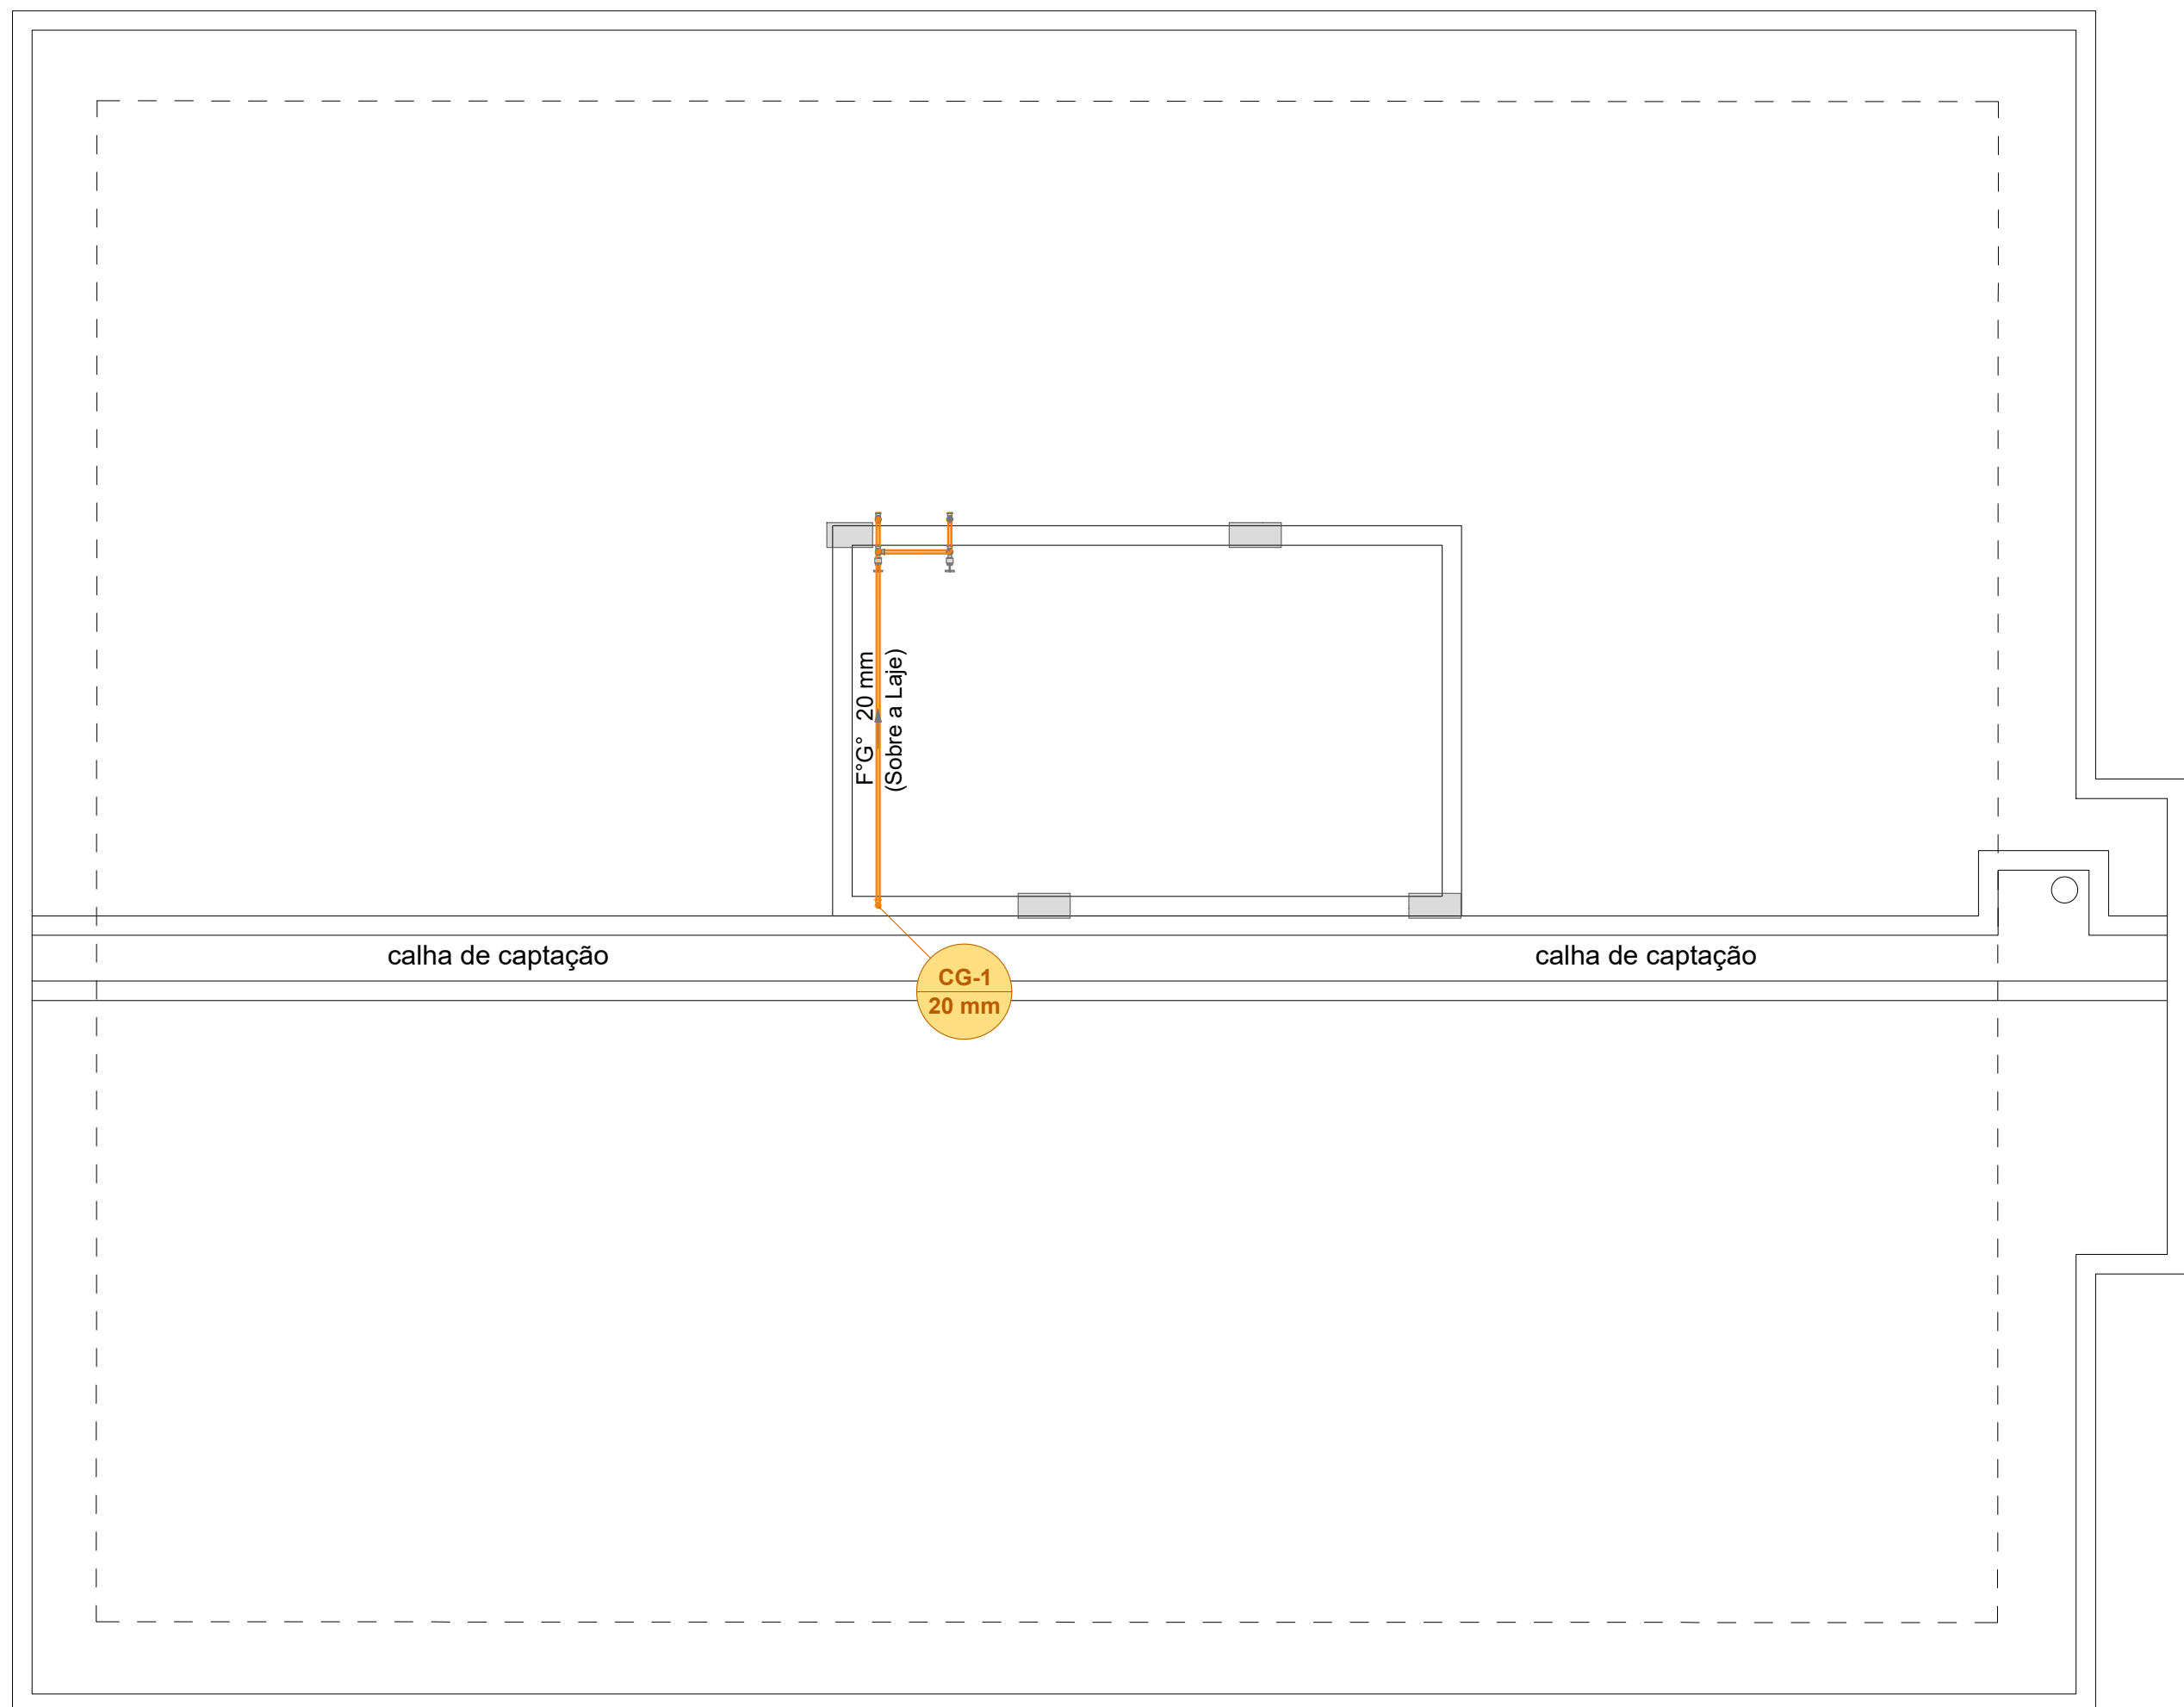 F°G° 20 mm
(Sobre a Laje)
calha de captação
calha de captação
CG-1
20 mm